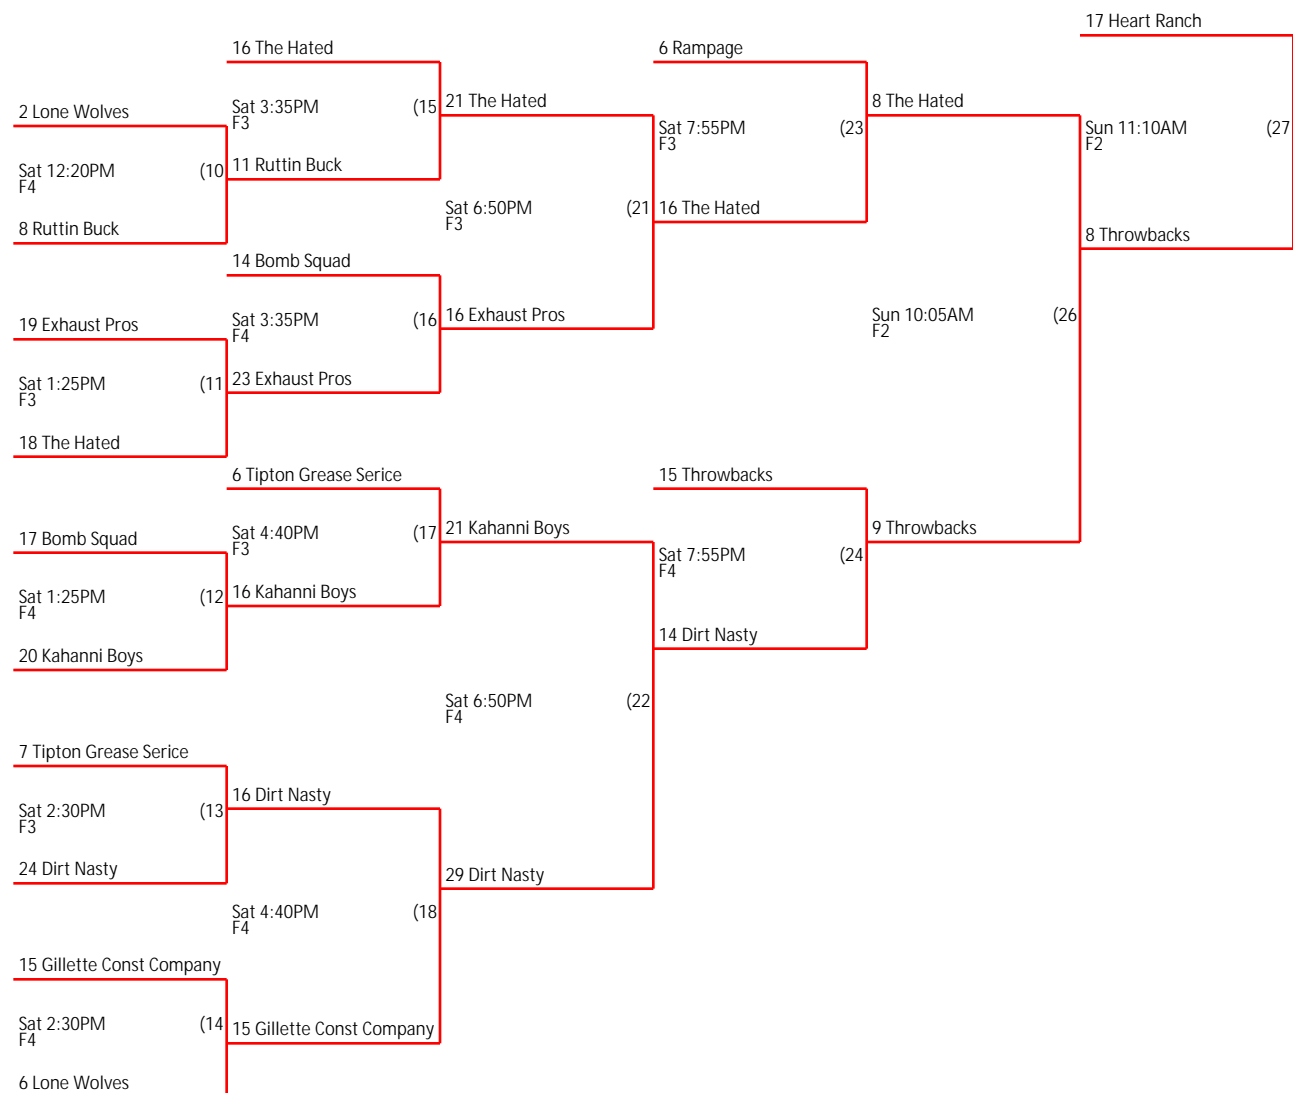 17 Heart Ranch
16 The Hated
6 Rampage
Sat 3:35PM
(15
F3
21 The Hated
8 The Hated
2 Lone Wolves
Sat 7:55PM
(23
F3
Sun 11:10AM
(27
F2
Sat 12:20PM
(10
F4
11 Ruttin Buck
Sat 6:50PM
(21
F3
16 The Hated
8 Ruttin Buck
8 Throwbacks
14 Bomb Squad
19 Exhaust Pros
Sat 3:35PM
(16
F4
16 Exhaust Pros
Sun 10:05AM
(26
F2
Sat 1:25PM
(11
F3
23 Exhaust Pros
18 The Hated
6 Tipton Grease Serice
15 Throwbacks
17 Bomb Squad
Sat 4:40PM
(17
F3
21 Kahanni Boys
9 Throwbacks
Sat 7:55PM
(24
F4
Sat 1:25PM
(12
F4
16 Kahanni Boys
20 Kahanni Boys
14 Dirt Nasty
Sat 6:50PM
(22
F4
7 Tipton Grease Serice
16 Dirt Nasty
Sat 2:30PM
(13
F3
24 Dirt Nasty
29 Dirt Nasty
Sat 4:40PM
(18
F4
15 Gillette Const Company
Sat 2:30PM
(14
F4
15 Gillette Const Company
6 Lone Wolves